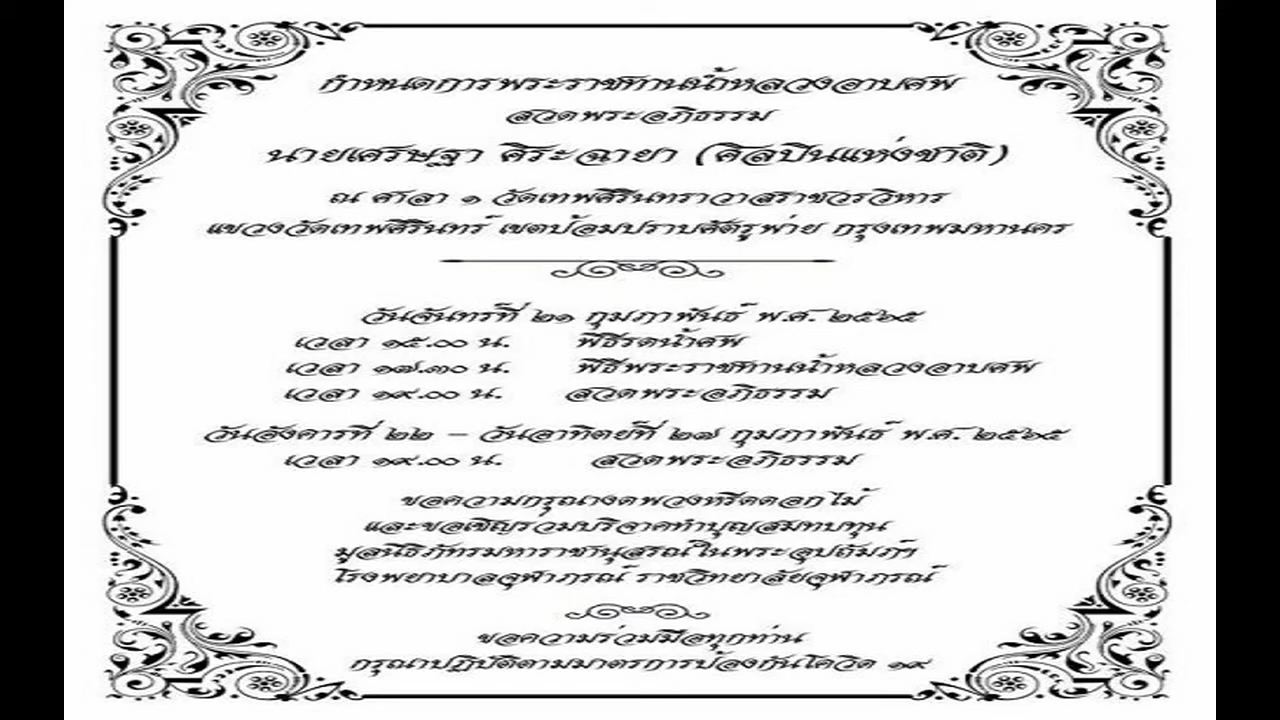 กำหนดการพระราชทานน้ำหลวงอาบศพ
สวดพระอภิธรรม
นายเศรษฐา ศิระฉายา (ศิลปินแห่งชาติ)
ณ ศาลา ๑ วัดเทพศิรินทราวาสราชวรวิหาร
แขวงวัดเทพศิรินทร์ เขตป้อมปราบศัตรูพ่าย กรุงเทพมหานคร
วันจันทร์ที่ ๒๑ กุมภาพันธ์ พ.ศ. ๒๕๖๕
เวลา ๑๕.๐๐ น. พิธีรดน้ำศพ
เวลา ๑๗.๓๐ น. พิธีพระราชทานน้ำหลวงอาบศพ
เวลา ๑๙.๐๐ น. สวดพระอภิธรรม
วันอังคารที่ ๒๒ - วันอาทิตย์ที่ ๒๗ กุมภาพันธ์ พ.ศ. ๒๕๖๕
เวลา ๑๙.๐๐ น. สวดพระอภิธรรม
ขอความกรุณางดพวงหรีดดอกไม้
และขอเชิญรวมบริจาคทำบุญสมทบทุน
มูลนิธิภัทรมหาราชานุสรณ์ในพระอุปถัมภ์ฯ
โรงพยาบาลจุฬาภรณ์ ราชวิทยาลัยจุฬาภรณ์
ขอความร่วมมือทุกท่าน
กรุณาปฏิบัติตามมาตรการป้องกันโควิด ๑๙